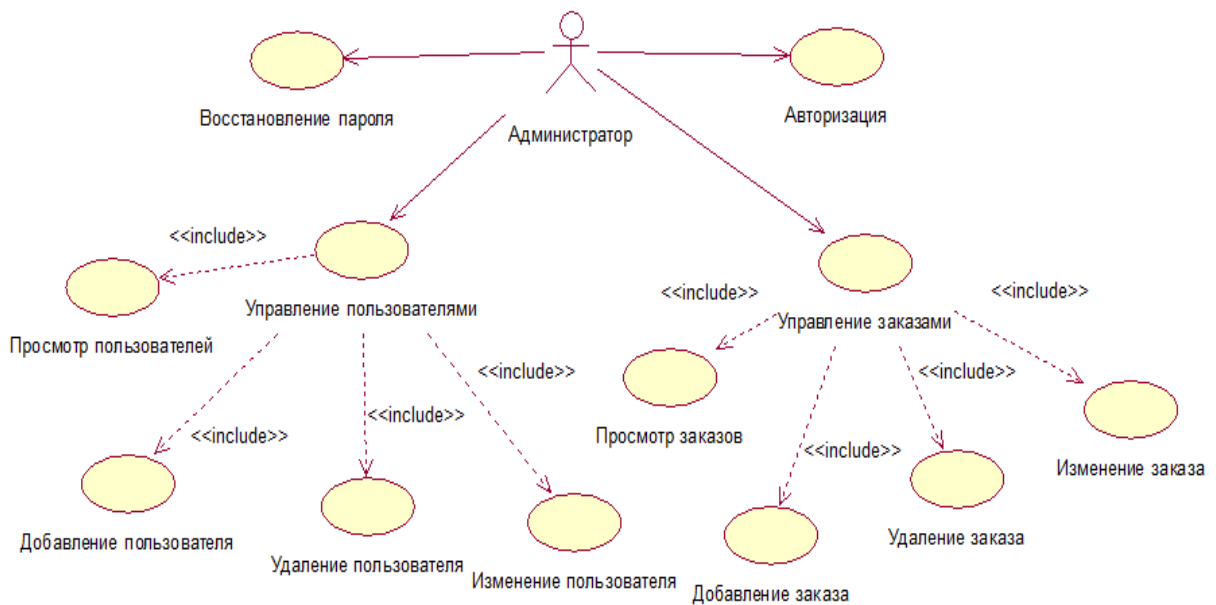 Восстановление пароля
Администратор
Авторизация
<<include>>
Управление пользователями
Просмотр пользователей
<<include>>
<<include>>
<<include>>
Добавление пользователя
Удаление пользователя
Изменение пользователя
<<include>>
<<include>>
Управление заказами
Просмотр заказов
<<include>>
<<include>>
Изменение заказа
Удаление заказа
Добавление заказа